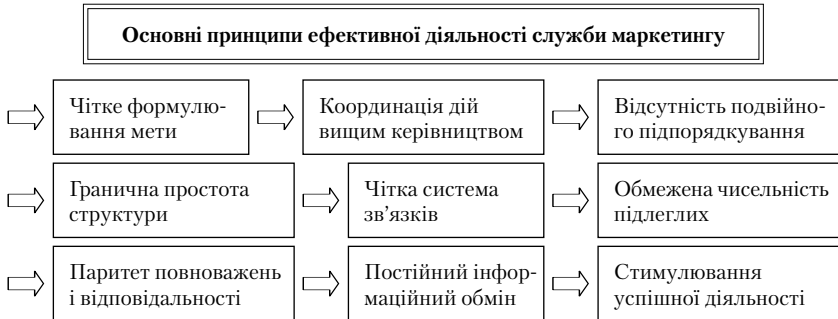 Основні принципи ефективної діяльності служби маркетингу
Чітке формулю-
вання мети
Координація дій
вищим керівництвом
Відсутність подвійно-
го підпорядкування
Гранична простота
структури
Чітка система
зв’язків
Обмежена чисельність
підлеглих
Паритет повноважень
і відповідальності
Постійний інфор-
маційний обмін
Стимулювання
успішної діяльності